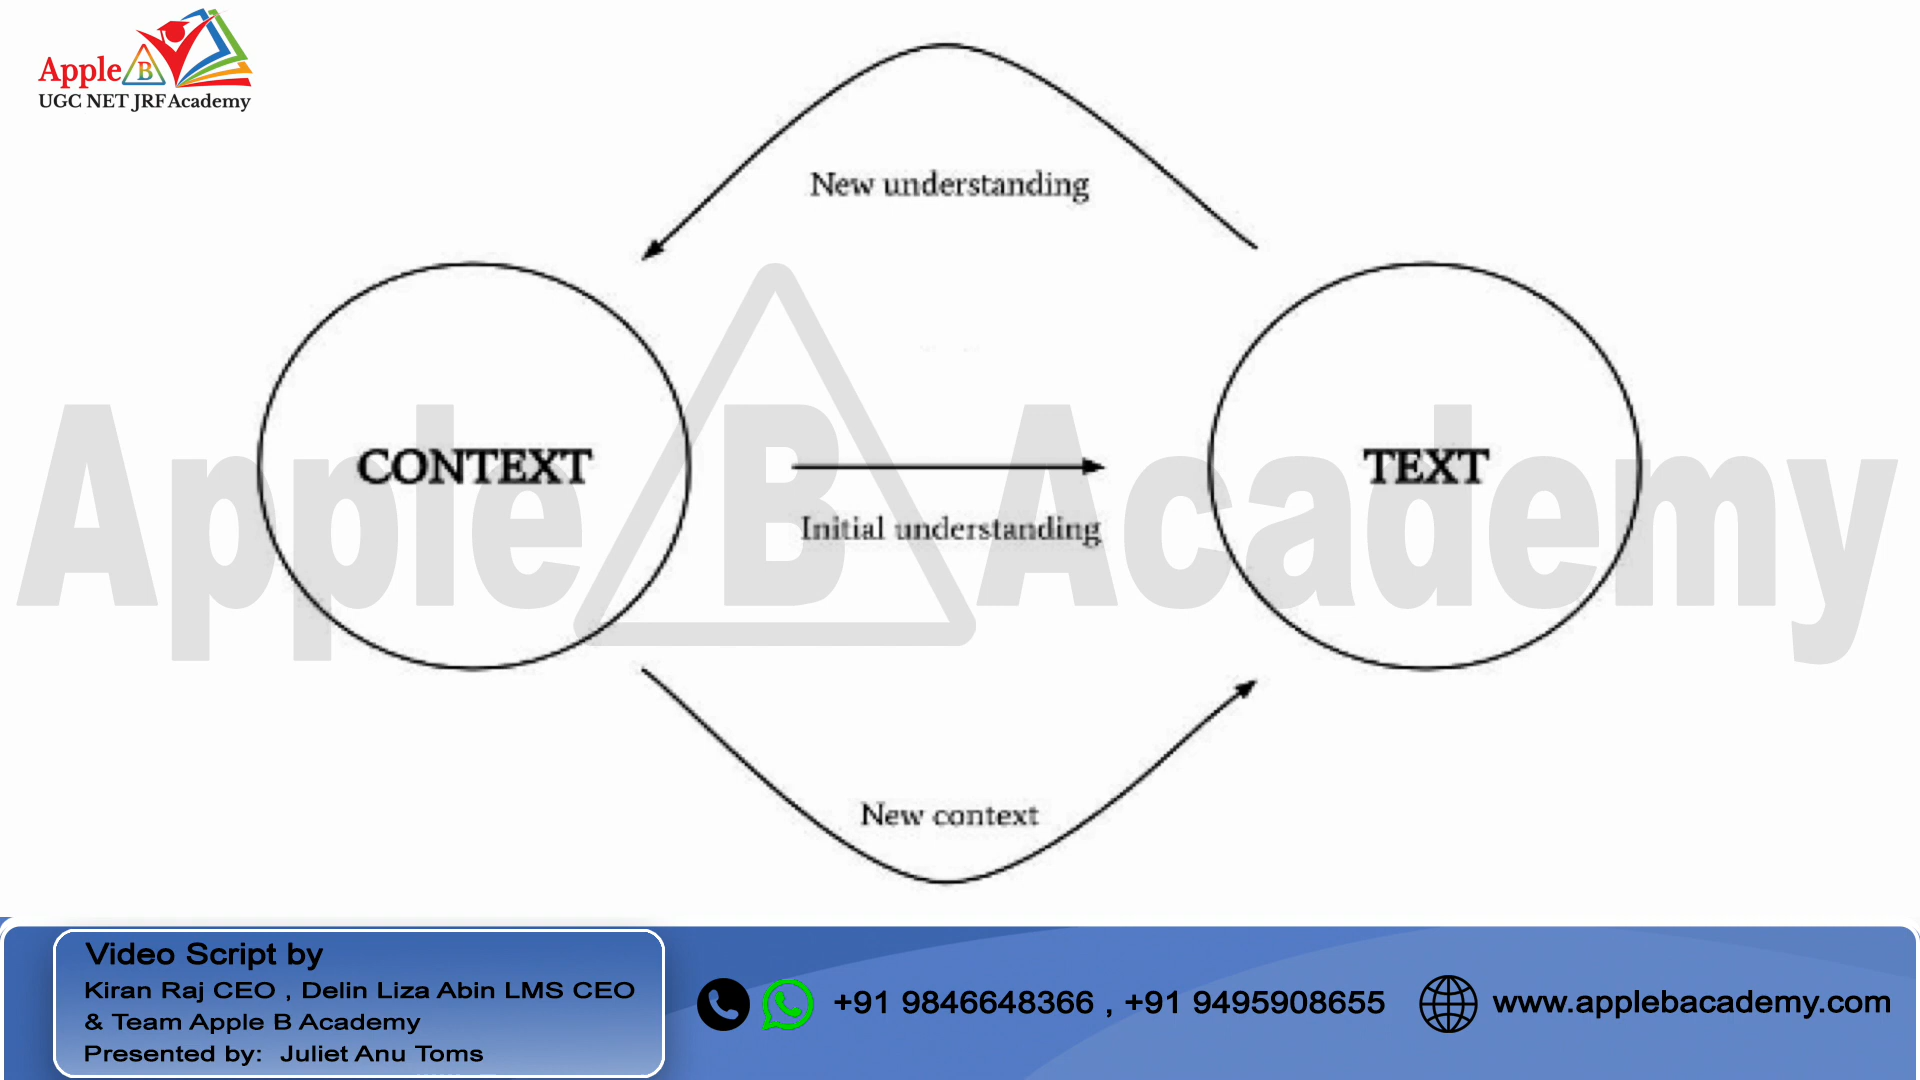 Apple B
UGC NET JRF Academy
New understanding
CONTEXT
TEXT
Initial understanding
New context
Apple B Academy
Video Script by
Kiran Raj CEO , Delin Liza Abin LMS CEO
& Team Apple B Academy
Presented by: Juliet Anu Toms
+91 9846648366 , +91 9495908655
www.applebacademy.com